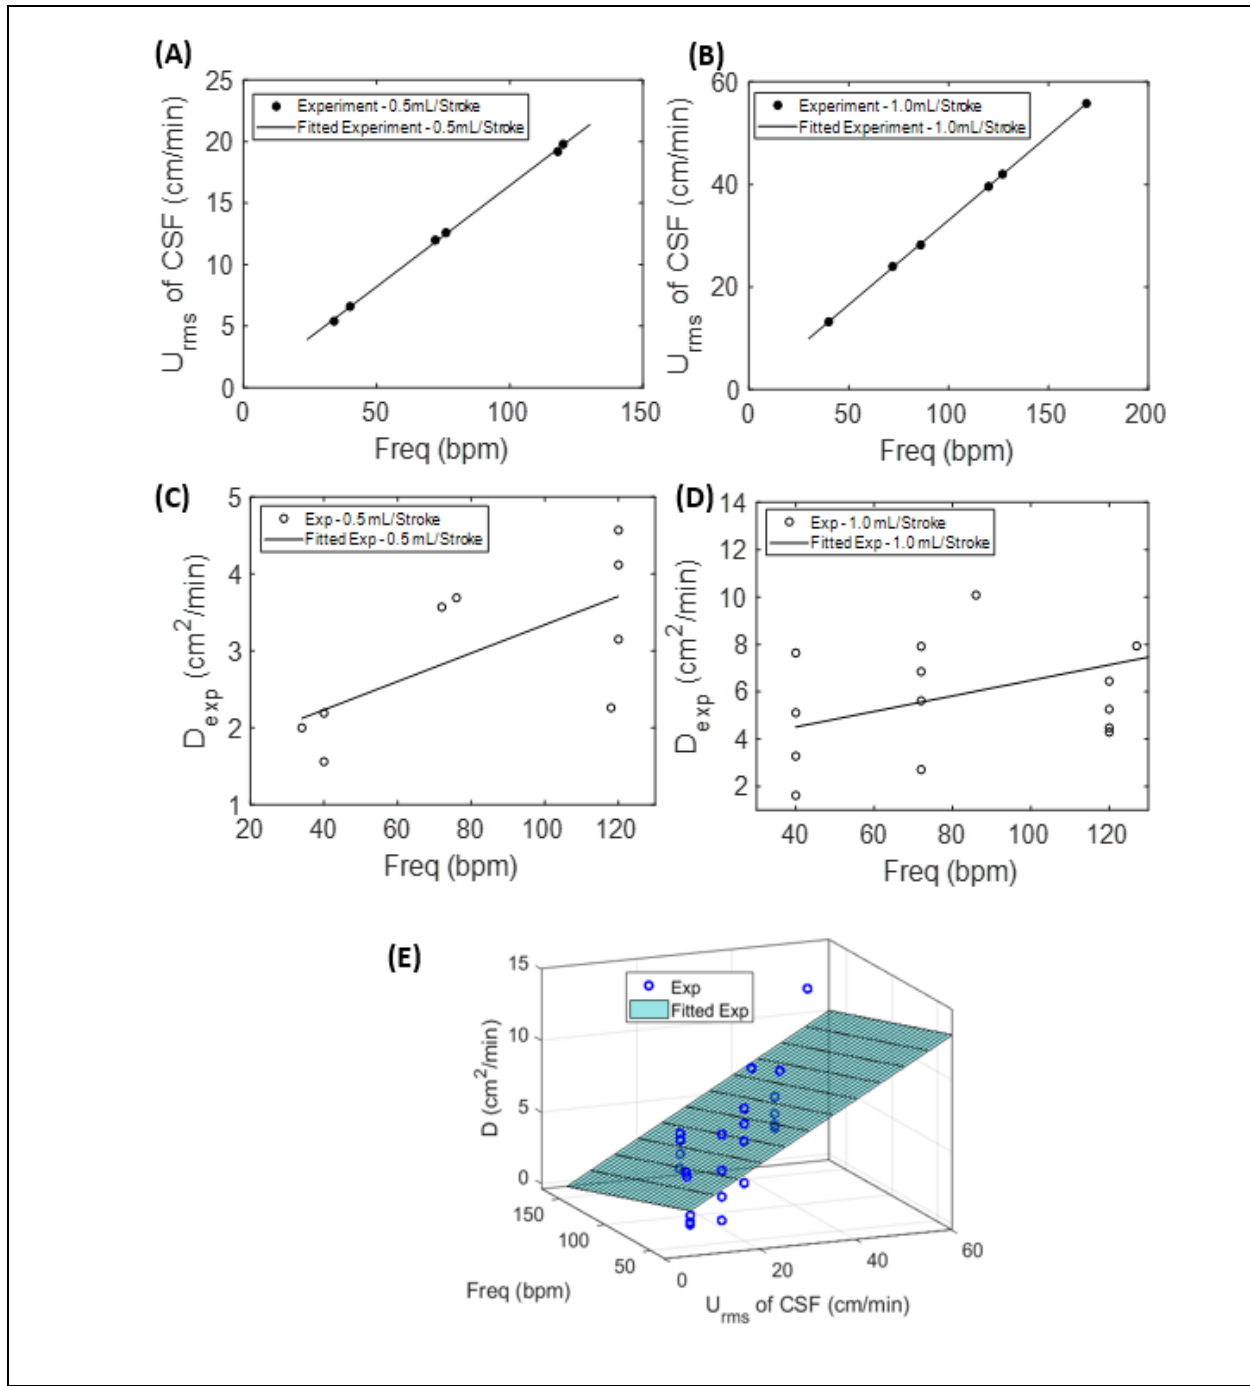 (A)
25
20
15
10
5
0
0 50 100 150
U_rms of CSF (cm/min)
Freq (bpm)
Experiment - 0.5mL/Stroke
Fitted Experiment - 0.5mL/Stroke
(B)
60
40
20
0
0 50 100 150 200
U_rms of CSF (cm/min)
Freq (bpm)
Experiment - 1.0mL/Stroke
Fitted Experiment - 1.0mL/Stroke
(C)
5
4
3
2
1
20 40 60 80 100 120
D_exp (cm²/min)
Freq (bpm)
Exp - 0.5 mL/Stroke
Fitted Exp - 0.5 mL/Stroke
(D)
14
12
10
8
6
4
2
40 60 80 100 120
D_exp (cm²/min)
Freq (bpm)
Exp - 1.0 mL/Stroke
Fitted Exp - 1.0 mL/Stroke
(E)
15
10
5
0
D (cm²/min)
Exp
Fitted Exp
150
100
50
Freq (bpm)
0 20 40 60
U_rms of CSF (cm/min)